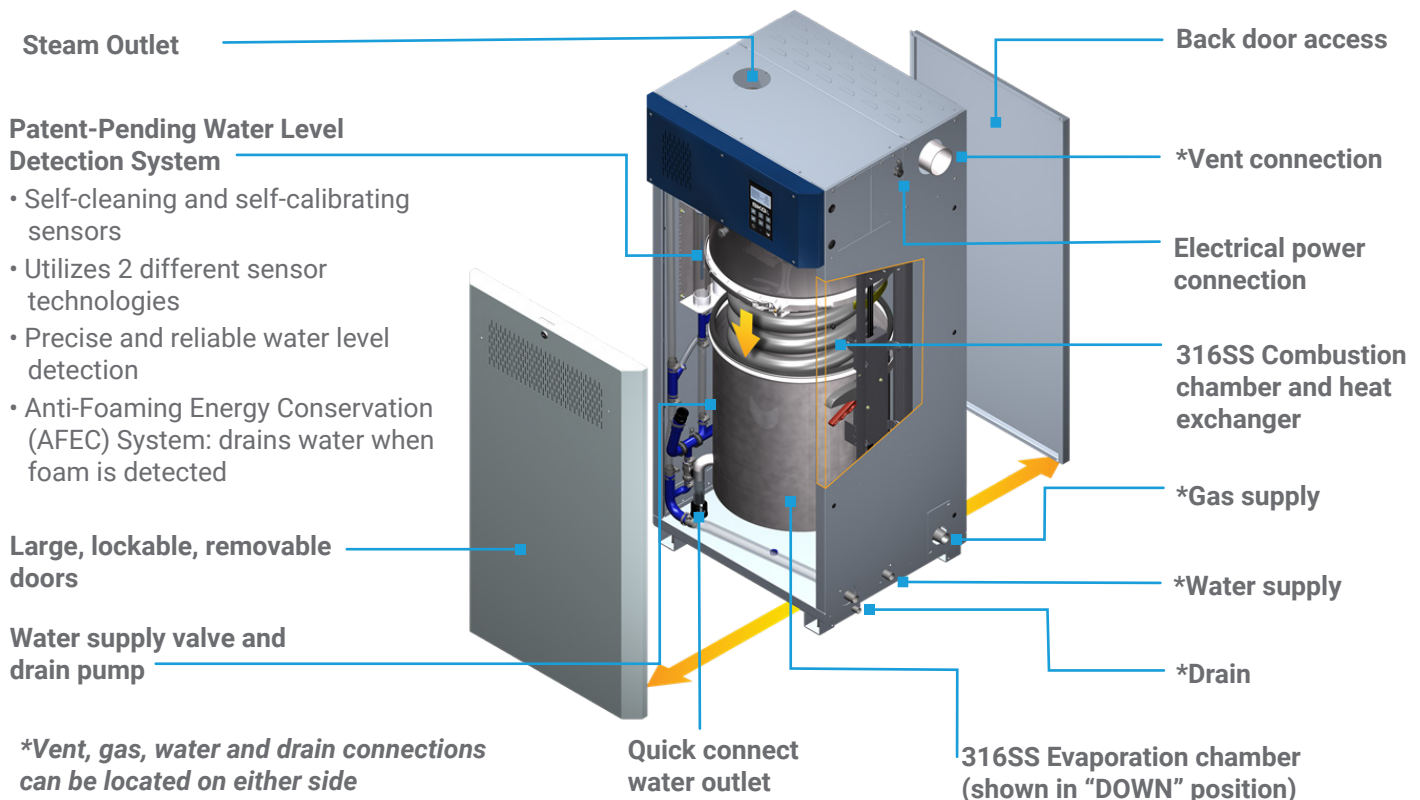 Steam Outlet
Patent-Pending Water Level
Detection System
• Self-cleaning and self-calibrating
sensors
• Utilizes 2 different sensor
technologies
• Precise and reliable water level
detection
• Anti-Foaming Energy Conservation
(AFEC) System: drains water when
foam is detected
Large, lockable, removable
doors
Water supply valve and
drain pump
*Vent, gas, water and drain connections
can be located on either side
Quick connect
water outlet
316SS Evaporation chamber
(shown in “DOWN” position)
Back door access
*Vent connection
Electrical power
connection
316SS Combustion
chamber and heat
exchanger
*Gas supply
*Water supply
*Drain